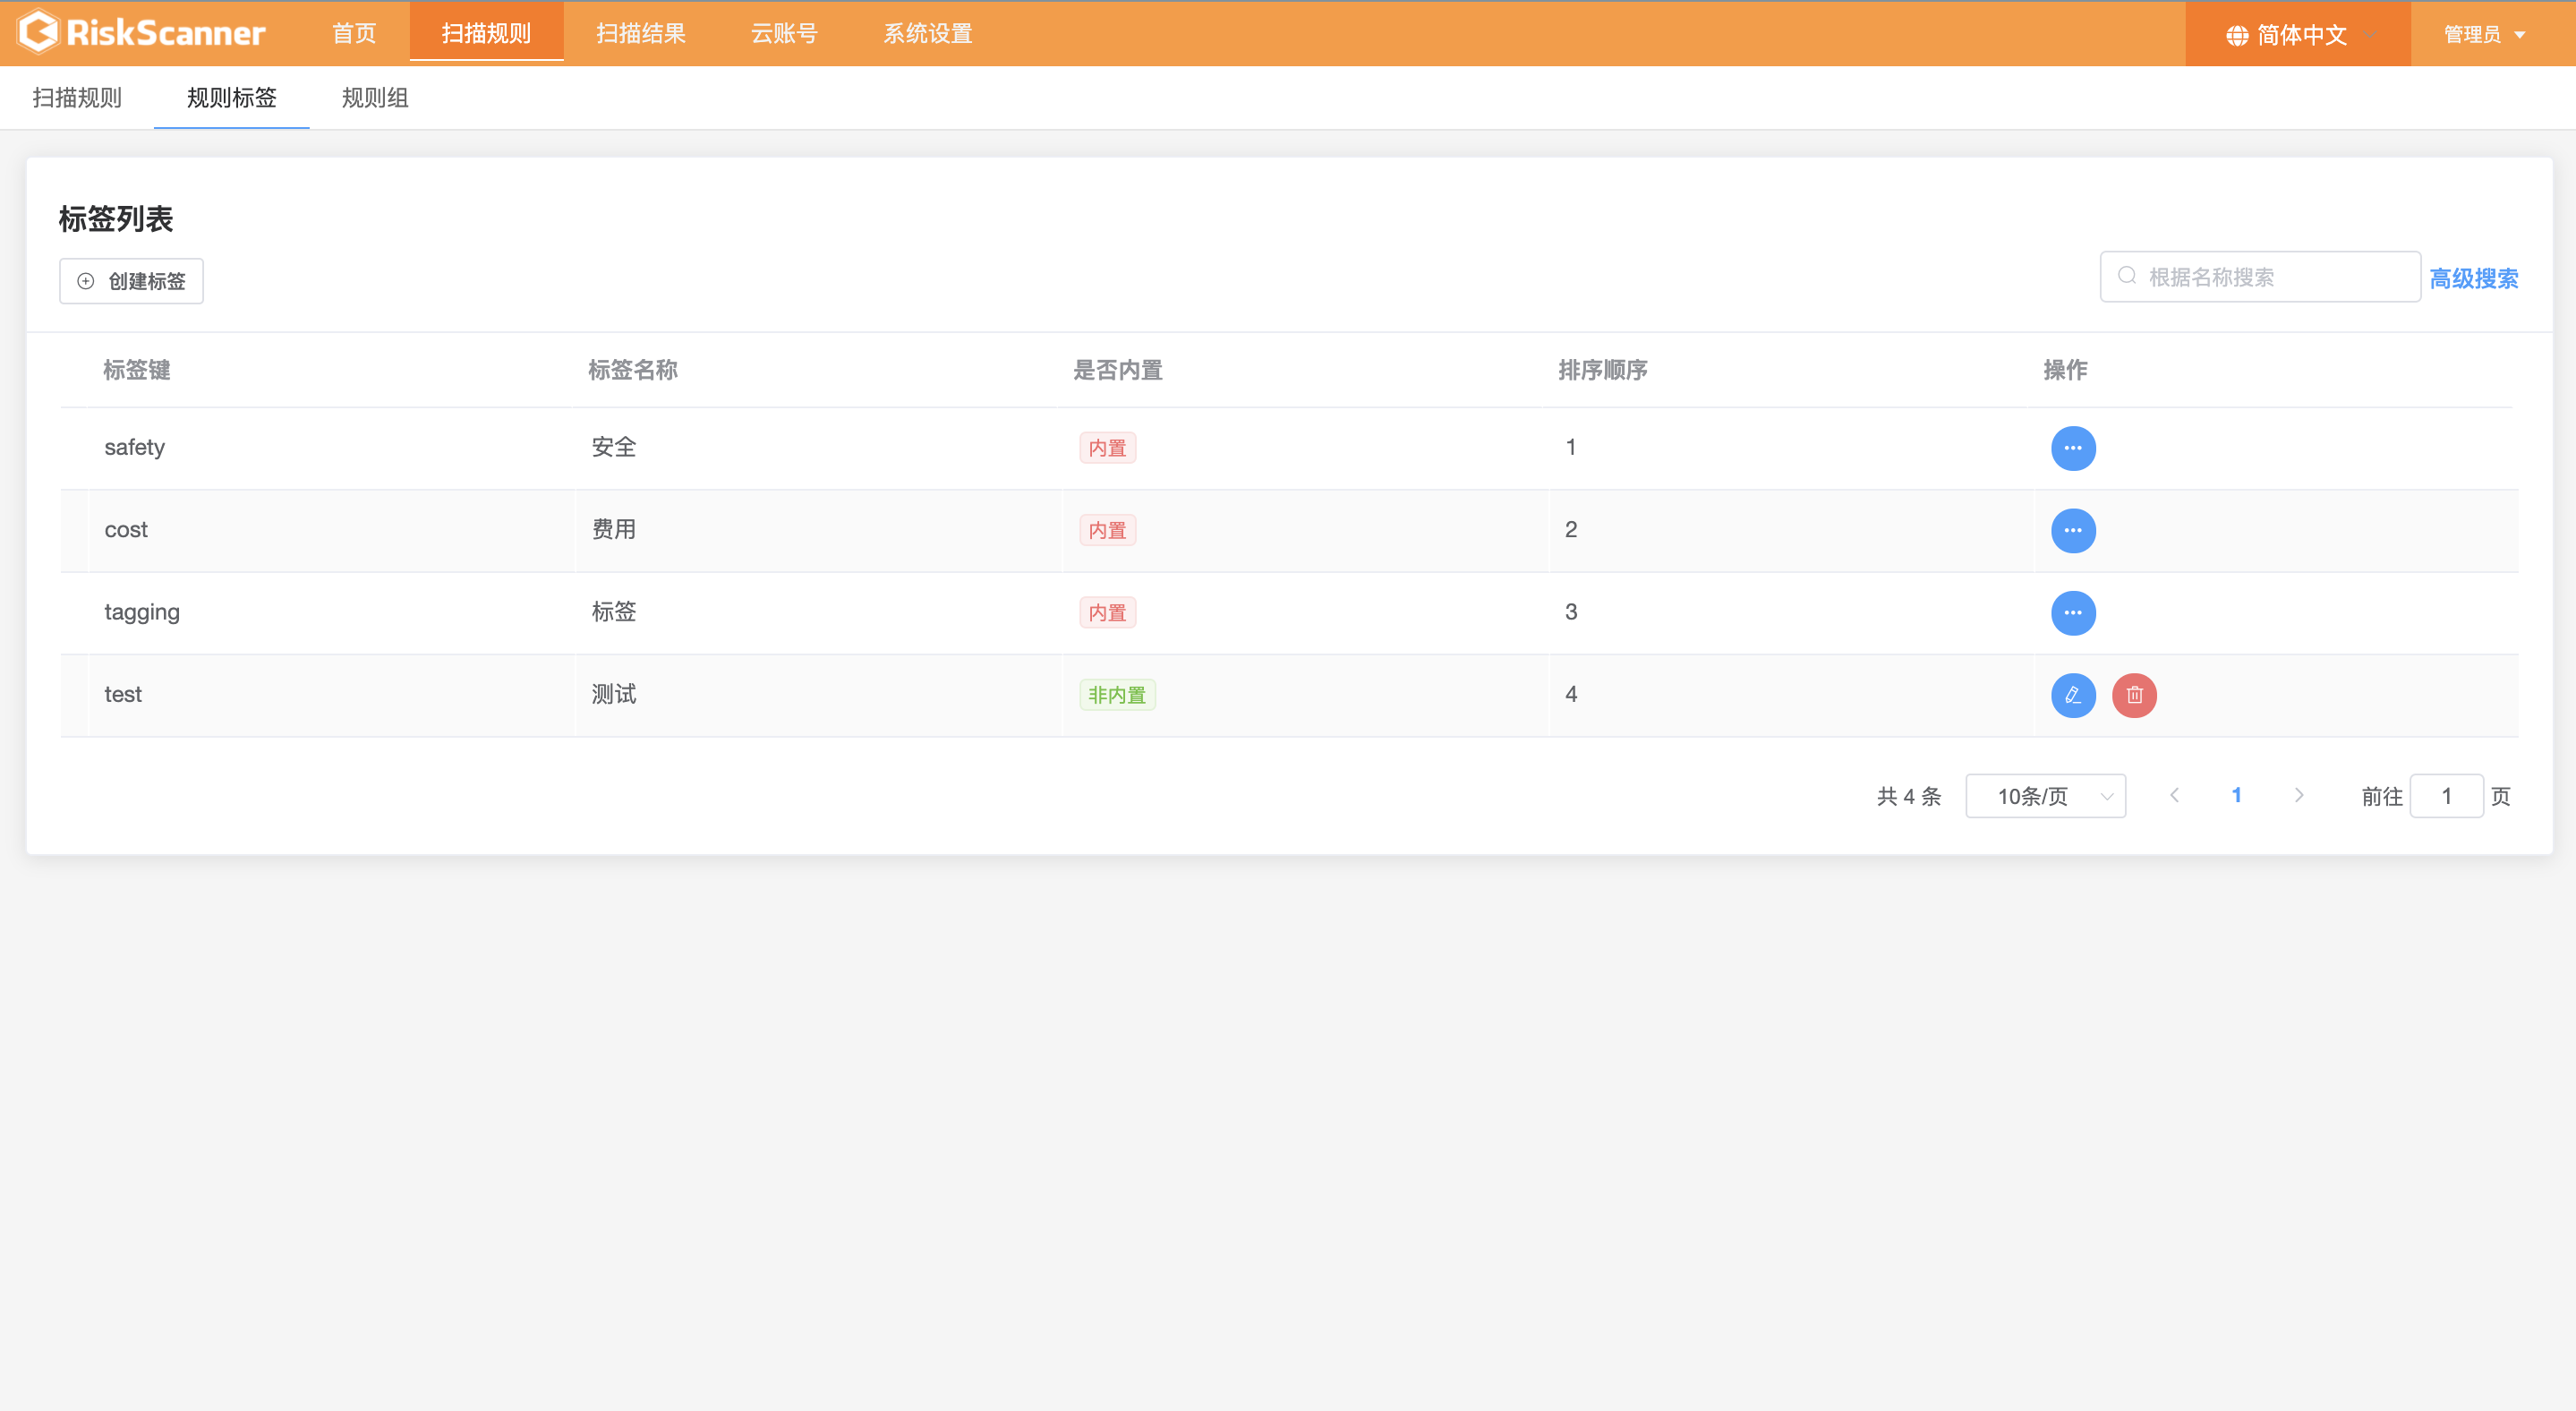 RiskScanner 首页 扫描规则 扫描结果 云账号 系统设置 简体中文 管理员
扫描规则 规则标签 规则组
标签列表
创建标签 根据名称搜索 高级搜索
标签键 标签名称 是否内置 排序顺序 操作
safety 安全 内置 1
cost 费用 内置 2
tagging 标签 内置 3
test 测试 非内置 4
共 4 条 10条/页 1 前往 1 页